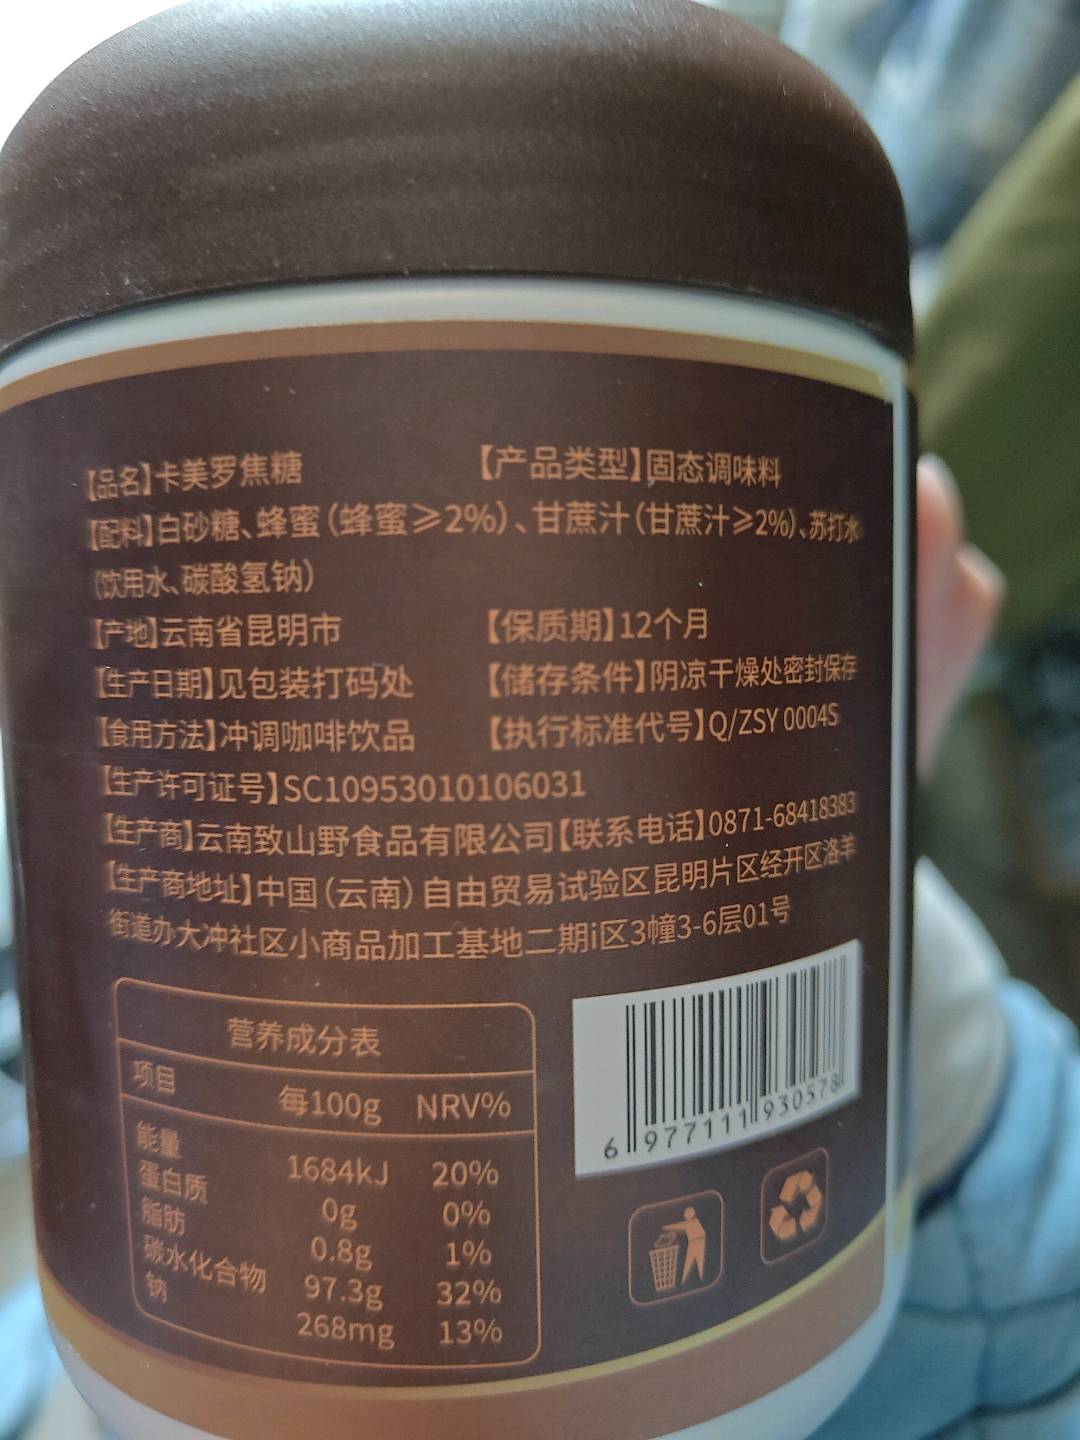 【品名】卡美罗焦糖 【产品类型】固态调味料
【配料】白砂糖、蜂蜜（蜂蜜≥2%）、甘蔗汁（甘蔗汁≥2%）、苏打水
（饮用水、碳酸氢钠）
【产地】云南省昆明市 【保质期】12个月
【生产日期】见包装打码处 【储存条件】阴凉干燥处密封保存
【食用方法】冲调咖啡饮品 【执行标准代号】Q/ZSY 0004S
【生产许可证号】SC10953010106031
【生产商】云南致山野食品有限公司【联系电话】0871-68418383
【生产商地址】中国（云南）自由贸易试验区昆明片区经开区洛羊
街道办大冲社区小商品加工基地二期i区3幢3-6层01号
营养成分表
项目 每100g NRV%
能量 1684kJ 20%
蛋白质 0g 0%
脂肪 0.8g 1%
碳水化合物 97.3g 32%
钠 268mg 13%
6 977111 930578